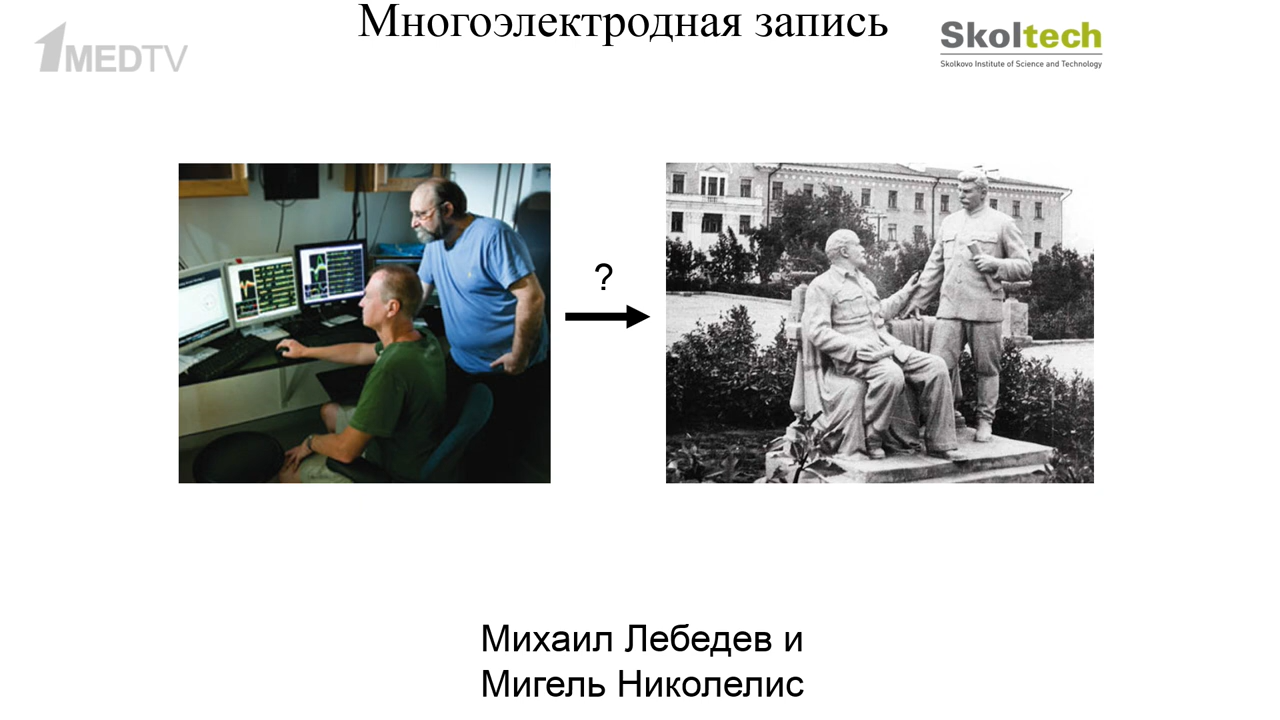 Многоэлектродная запись
1MEDTV
Skoltech
Skolkovo Institute of Science and Technology
?
Михаил Лебедев и
Мигель Николелис